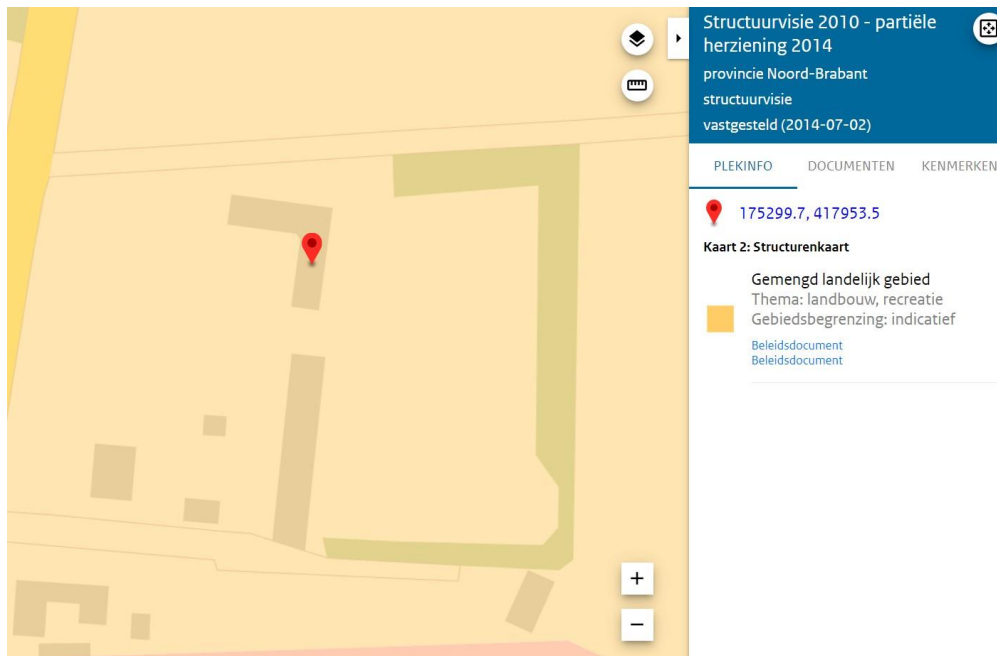 Structuurvisie 2010 - partiële
herziening 2014
provincie Noord-Brabant
structuurvisie
vastgesteld (2014-07-02)
PLEKINFO DOCUMENTEN KENMERKEN
175299.7, 417953.5
Kaart 2: Structurenkaart
Gemengd landelijk gebied
Thema: landbouw, recreatie
Gebiedsbegrenzing: indicatief
Beleidsdocument
Beleidsdocument
+
−